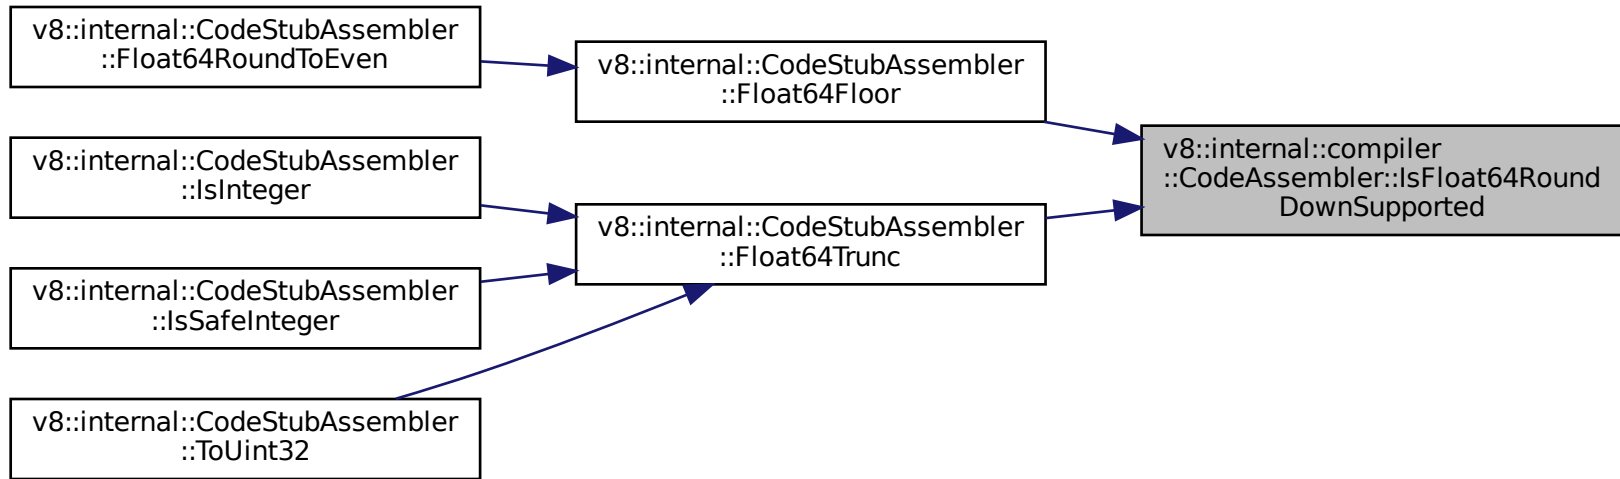 v8::internal::CodeStubAssembler
::Float64RoundToEven
v8::internal::CodeStubAssembler
::IsInteger
v8::internal::CodeStubAssembler
::IsSafeInteger
v8::internal::CodeStubAssembler
::ToUint32
v8::internal::CodeStubAssembler
::Float64Floor
v8::internal::CodeStubAssembler
::Float64Trunc
v8::internal::compiler
::CodeAssembler::IsFloat64Round
DownSupported